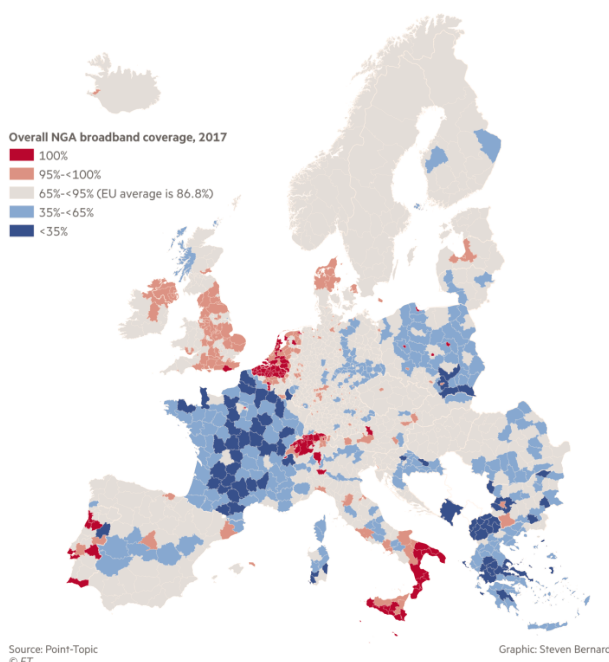 Overall NGA broadband coverage, 2017
100%
95%-<100%
65%-<95% (EU average is 86.8%)
35%-<65%
<35%
Source: Point-Topic
Graphic: Steven Bernard
© FT